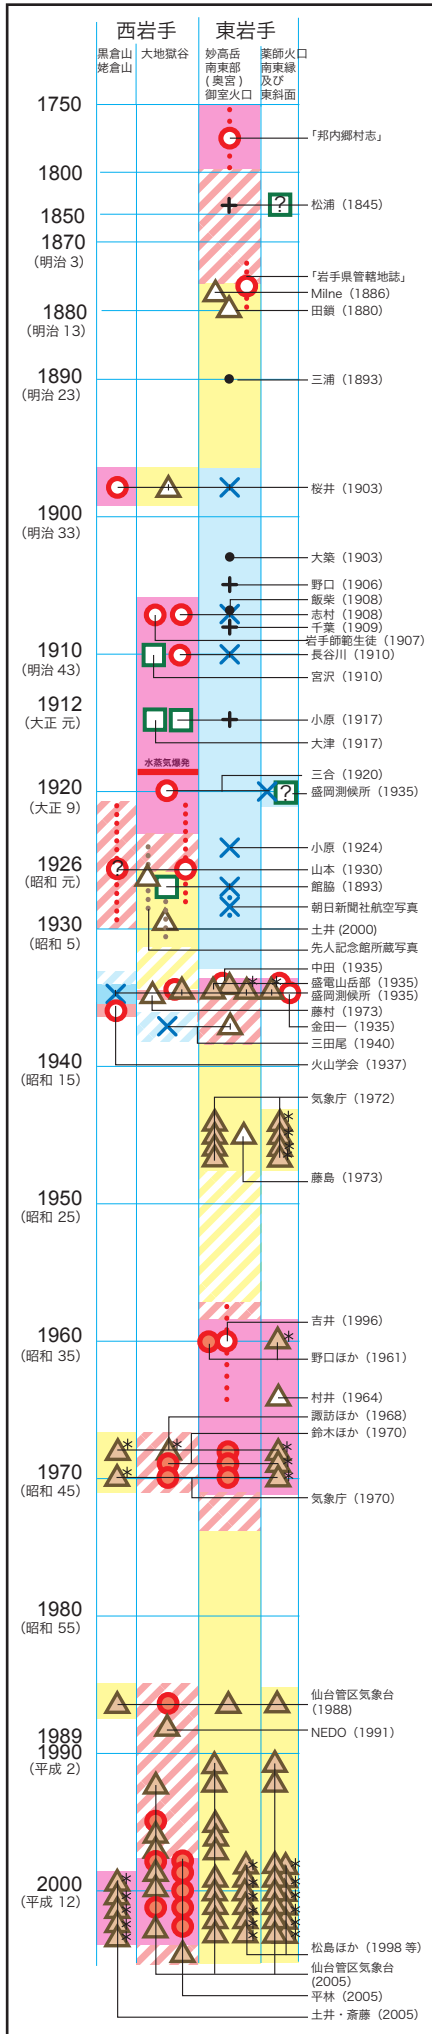 西岩手
東岩手
黒倉山
姥倉山
大地獄谷
妙高岳
南東部
(奥宮)
御室火口
薬師火口
南東縁
及び
東斜面
1750
「邦内郷村志」
1800
松浦（1845）
?
1850
1870
(明治 3)
「岩手県管轄地誌」
Milne（1886）
田鎖（1880）
1880
(明治 13)
1890
(明治 23)
三浦（1893）
桜井（1903）
1900
(明治 33)
大築（1903）
野口（1906）
飯柴（1908）
志村（1908）
千葉（1909）
岩手師範生徒（1907）
1910
(明治 43)
長谷川（1910）
宮沢（1910）
1912
(大正 元)
小原（1917）
大津（1917）
水蒸気爆発
三合（1920）
1920
(大正 9)
?
盛岡測候所（1935）
小原（1924）
1926
(昭和 元)
?
山本（1930）
館脇（1893）
朝日新聞社航空写真
1930
(昭和 5)
土井(2000)
先人記念館所蔵写真
中田（1935）
盛電山岳部（1935）
盛岡測候所（1935）
藤村（1973）
金田一（1935）
三田尾（1940）
火山学会（1937）
1940
(昭和 15)
気象庁（1972）
藤島（1973）
1950
(昭和 25)
吉井（1996）
1960
(昭和 35)
野口ほか（1961）
村井（1964）
諏訪ほか（1968）
鈴木ほか（1970）
1970
(昭和 45)
気象庁（1970）
1980
(昭和 55)
仙台管区気象台
(1988)
NEDO（1991）
1989
1990
(平成 2)
2000
(平成 12)
松島ほか（1998 等）
仙台管区気象台
(2005)
平林（2005）
土井・斎藤（2005）